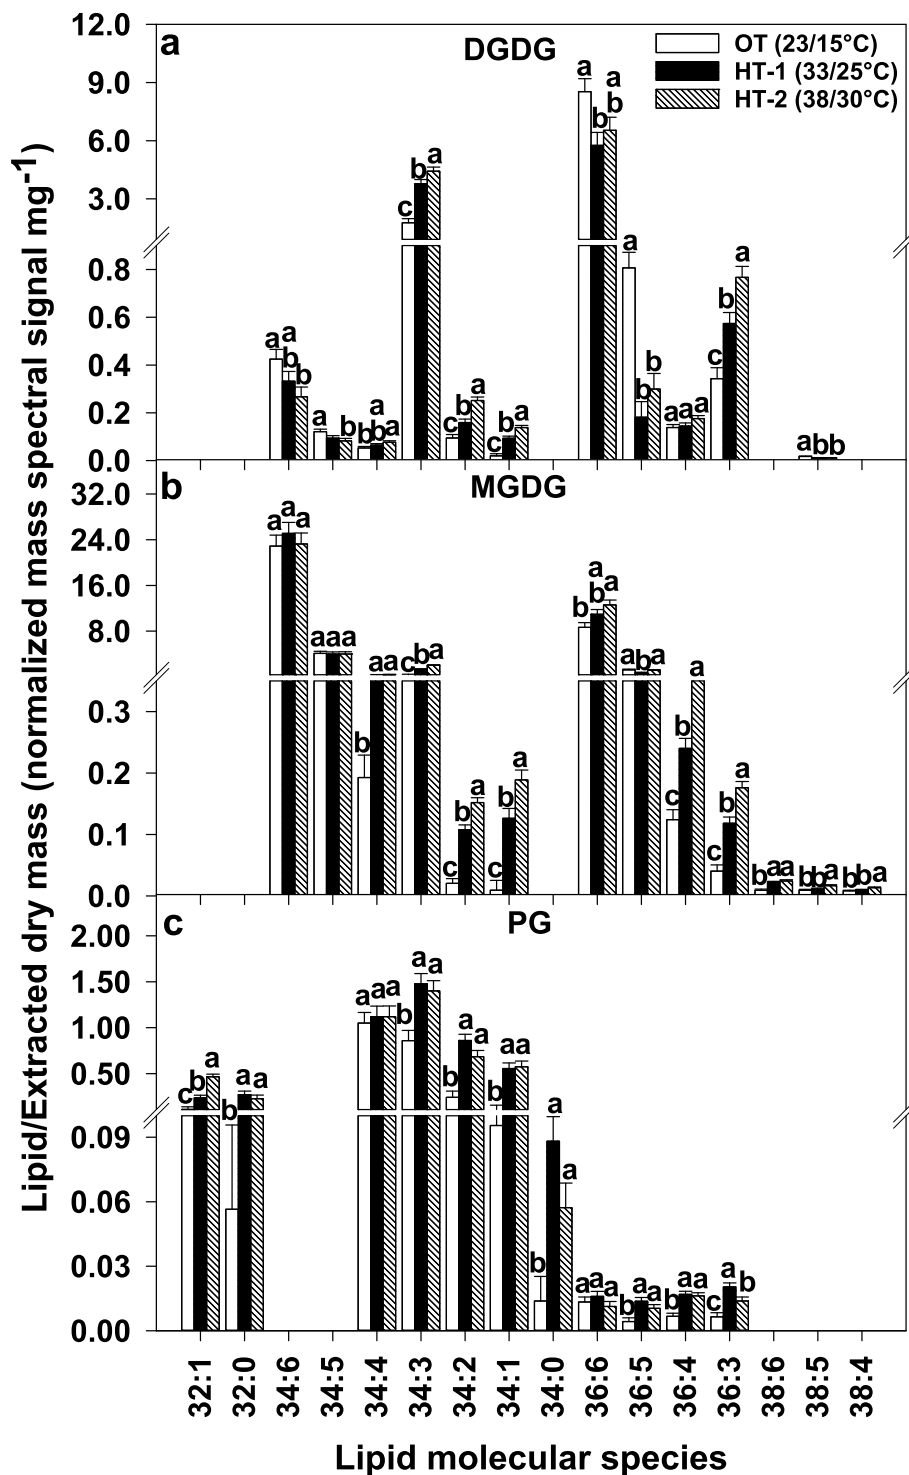 Lipid/Extracted dry mass (normalized mass spectral signal mg-1)
a
DGDG
OT (23/15°C)
HT-1 (33/25°C)
HT-2 (38/30°C)
12.0
9.0
6.0
3.0
0.8
0.6
0.4
0.2
0.0
a a b b
a b
b a b a
c b a
c b a
c b a
a b a b
a b b
a a a
c b a
a b b
b
MGDG
32.0
24.0
16.0
8.0
0.3
0.2
0.1
0.0
a a a
a a a
b a a
c b a
c b a
c b a
b a b a
a b a
c b a
c b a
b a a
b b a
b b a
c
PG
2.00
1.50
1.00
0.50
0.09
0.06
0.03
0.00
c b a
b a a
a a a
b a a
b a a
b a a
b a a
a a a
b a a
b a a
c a b
32:1
32:0
34:6
34:5
34:4
34:3
34:2
34:1
34:0
36:6
36:5
36:4
36:3
38:6
38:5
38:4
Lipid molecular species